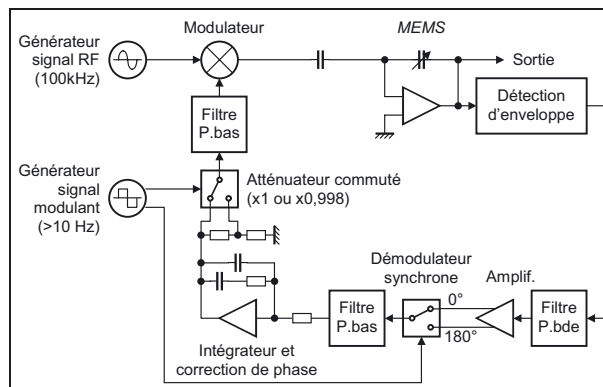 Générateur
signal RF
(100kHz)
Modulateur
MEMS
Sortie
Détection
d'enveloppe
Filtre
P.bas
Générateur
signal
modulant
(>10 Hz)
Atténuateur commuté
(x1 ou x0,998)
Intégrateur et
correction de phase
Filtre
P.bas
Démodulateur
synchrone
0°
180°
Amplif.
Filtre
P.bde